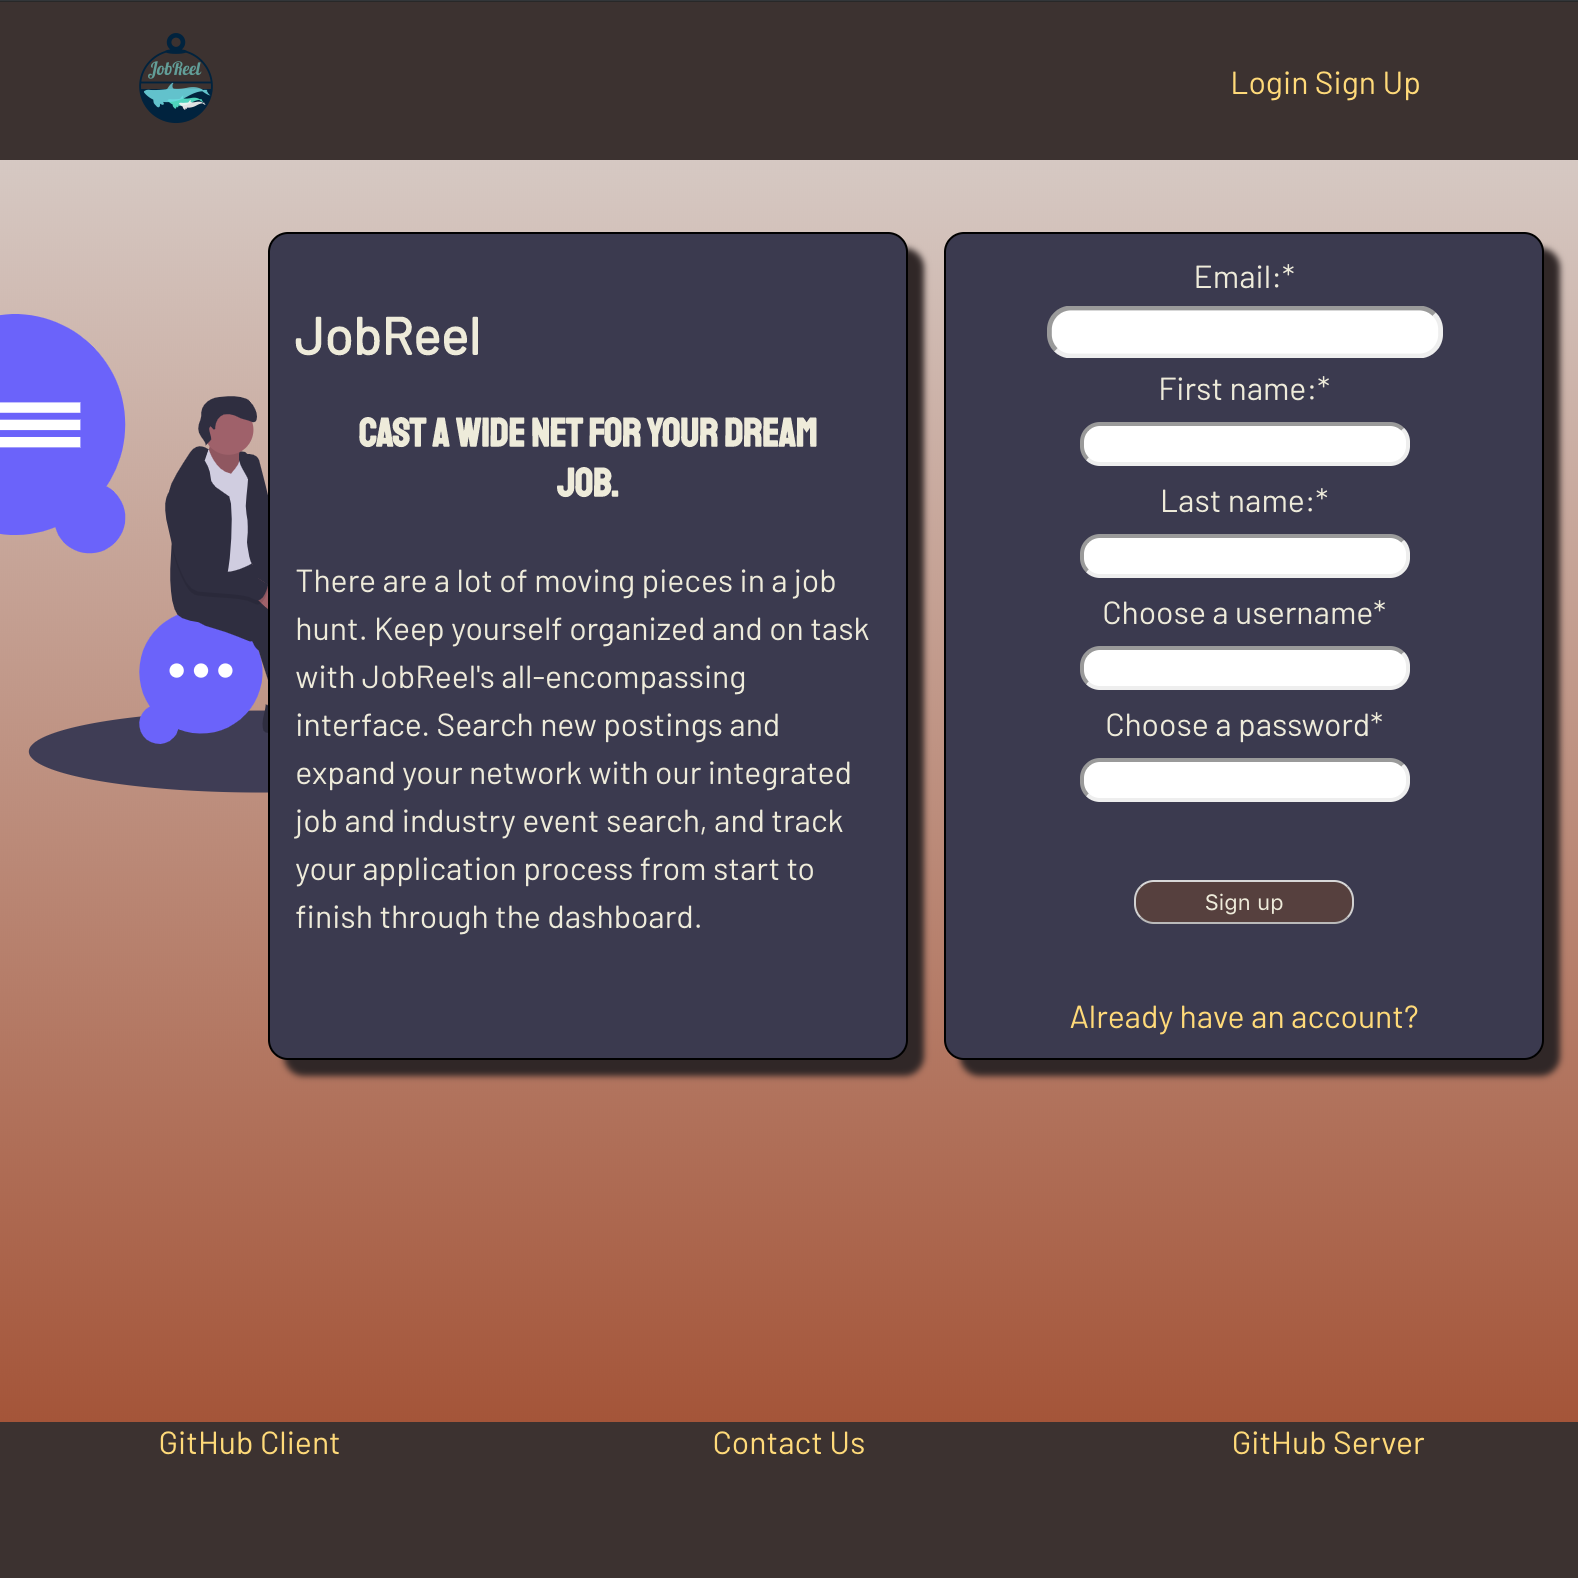 JobReel
Login Sign Up
JobReel
CAST A WIDE NET FOR YOUR DREAM
JOB.
There are a lot of moving pieces in a job
hunt. Keep yourself organized and on task
with JobReel's all-encompassing
interface. Search new postings and
expand your network with our integrated
job and industry event search, and track
your application process from start to
finish through the dashboard.
Email:*
First name:*
Last name:*
Choose a username*
Choose a password*
Sign up
Already have an account?
GitHub Client
Contact Us
GitHub Server